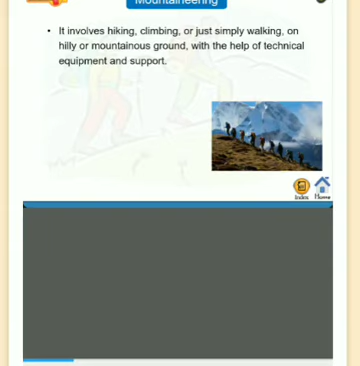 Mountaineering
• It involves hiking, climbing, or just simply walking, on
hilly or mountainous ground, with the help of technical
equipment and support.
Index Home